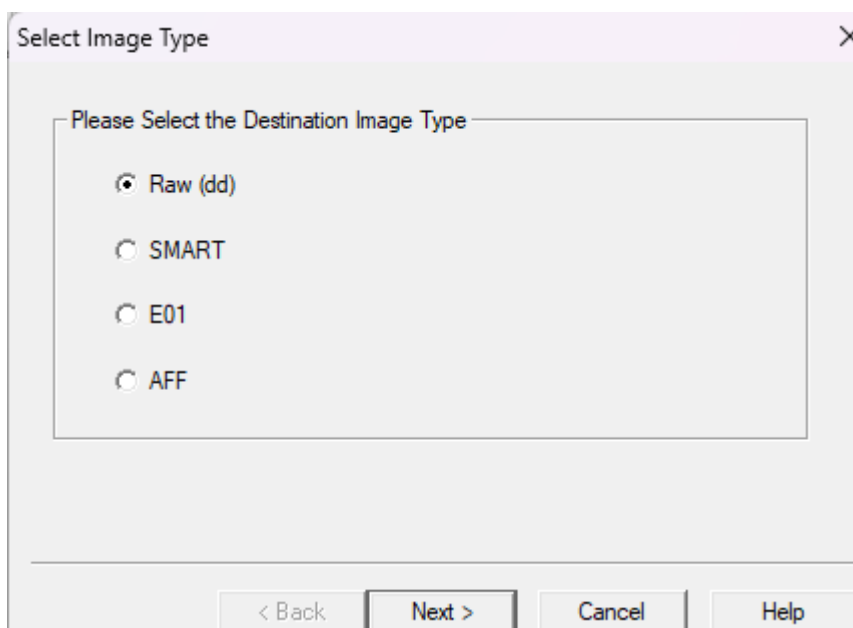 Select Image Type
Please Select the Destination Image Type
Raw (dd)
SMART
E01
AFF
< Back Next > Cancel Help